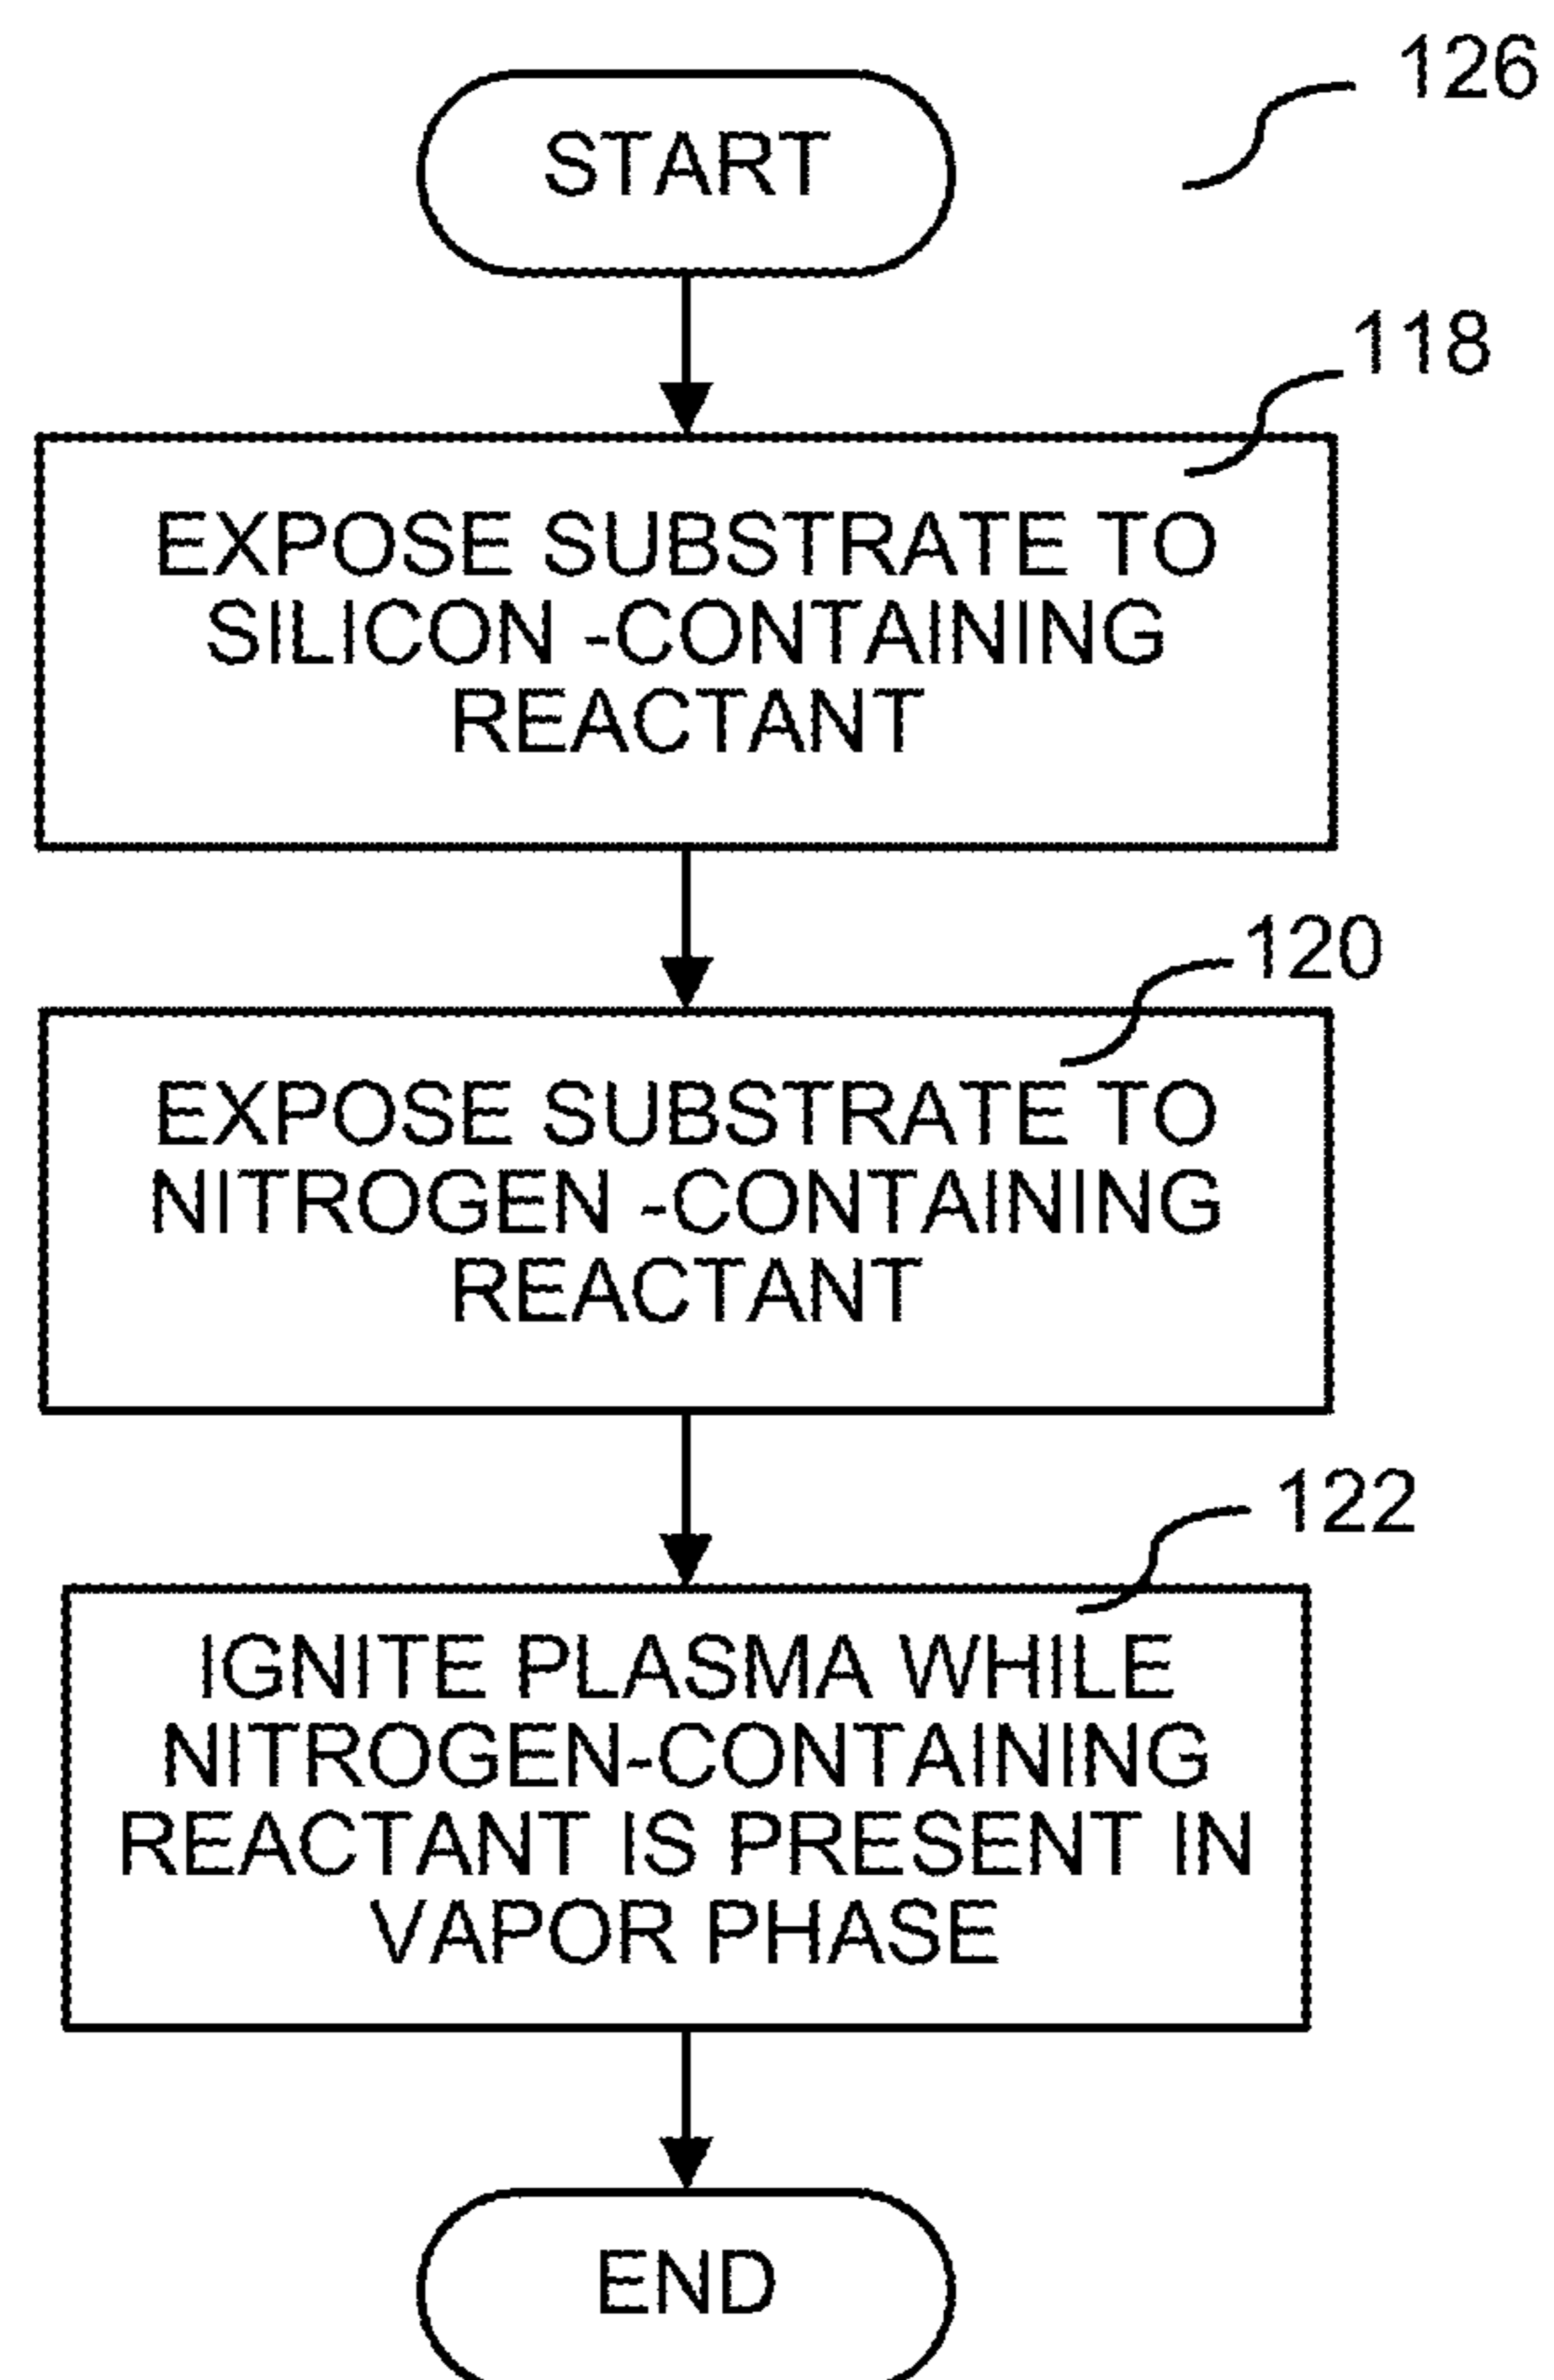 126
START
118
EXPOSE SUBSTRATE TO
SILICON -CONTAINING
REACTANT
120
EXPOSE SUBSTRATE TO
NITROGEN -CONTAINING
REACTANT
122
IGNITE PLASMA WHILE
NITROGEN-CONTAINING
REACTANT IS PRESENT IN
VAPOR PHASE
END